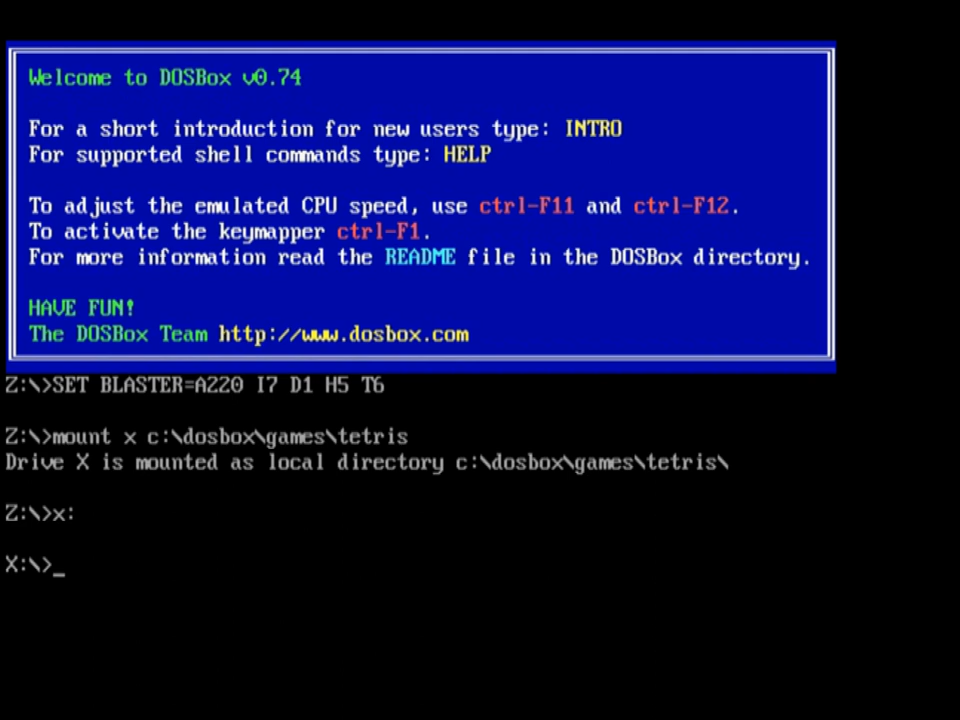 Welcome to DOSBox v0.74
For a short introduction for new users type: INTRO
For supported shell commands type: HELP
To adjust the emulated CPU speed, use ctrl-F11 and ctrl-F12.
To activate the keymapper ctrl-F1.
For more information read the README file in the DOSBox directory.
HAVE FUN!
The DOSBox Team http://www.dosbox.com
Z:\>SET BLASTER=A220 I7 D1 H5 T6
Z:\>mount x c:\dosbox\games\tetris
Drive X is mounted as local directory c:\dosbox\games\tetris\
Z:\>x:
X:\>_